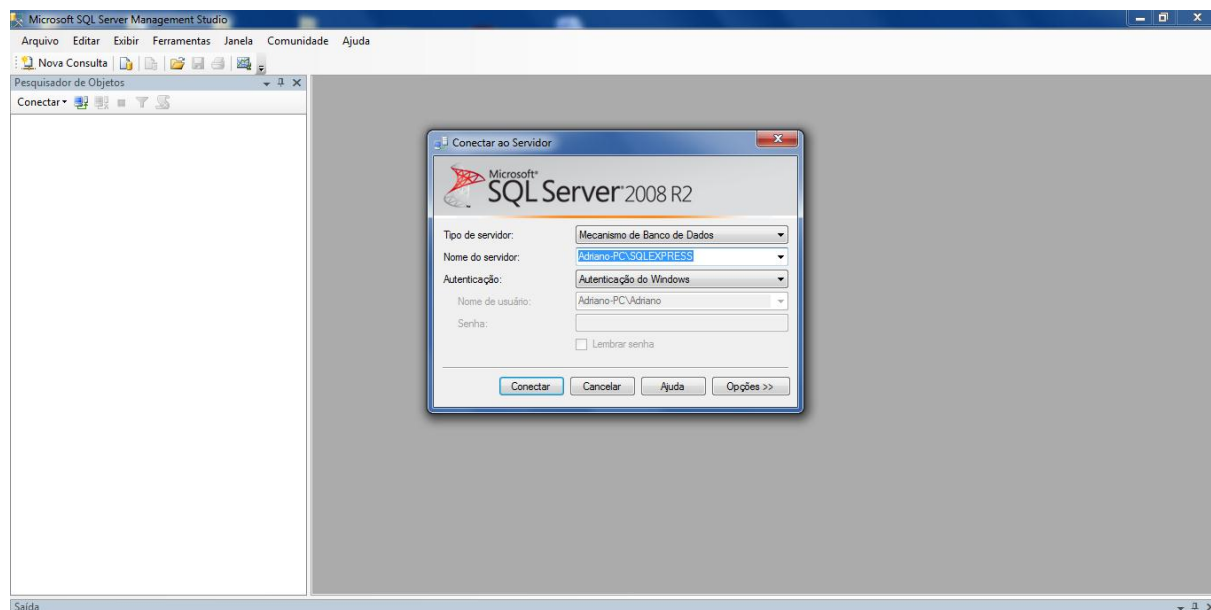 Microsoft SQL Server Management Studio
Arquivo Editar Exibir Ferramentas Janela Comunidade Ajuda
Nova Consulta
Pesquisador de Objetos
Conectar
Conectar ao Servidor
Microsoft®
SQL Server® 2008 R2
Tipo de servidor: Mecanismo de Banco de Dados
Nome do servidor: Adriano-PC\SQLEXPRESS
Autenticação: Autenticação do Windows
Nome de usuário: Adriano-PC\Adriano
Senha:
Lembrar senha
Conectar Cancelar Ajuda Opções >>
Saída